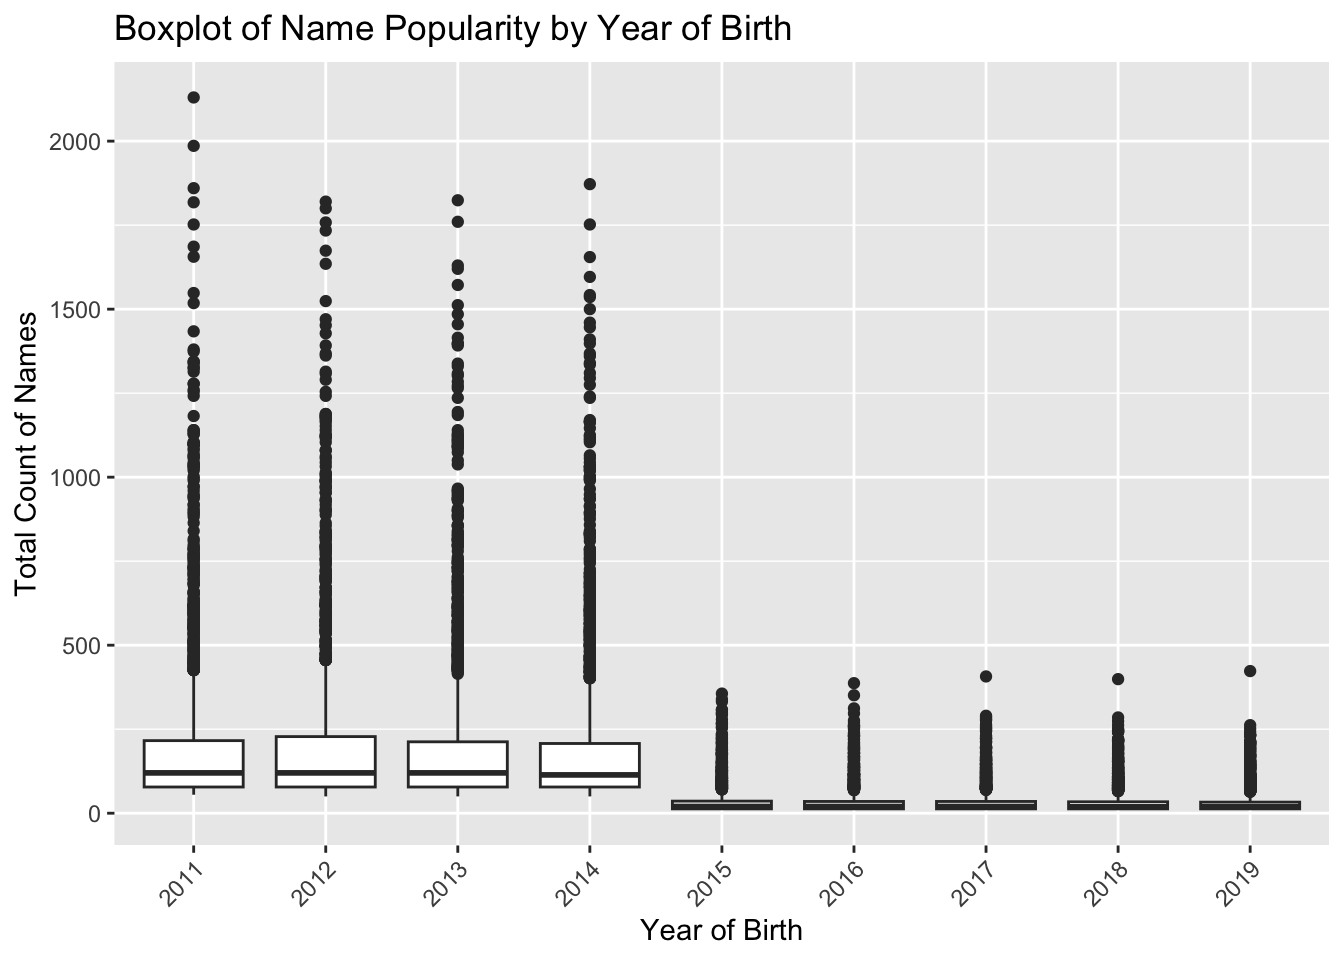 Boxplot of Name Popularity by Year of Birth
Total Count of Names
2000
1500
1000
500
0
2011 2012 2013 2014 2015 2016 2017 2018 2019
Year of Birth